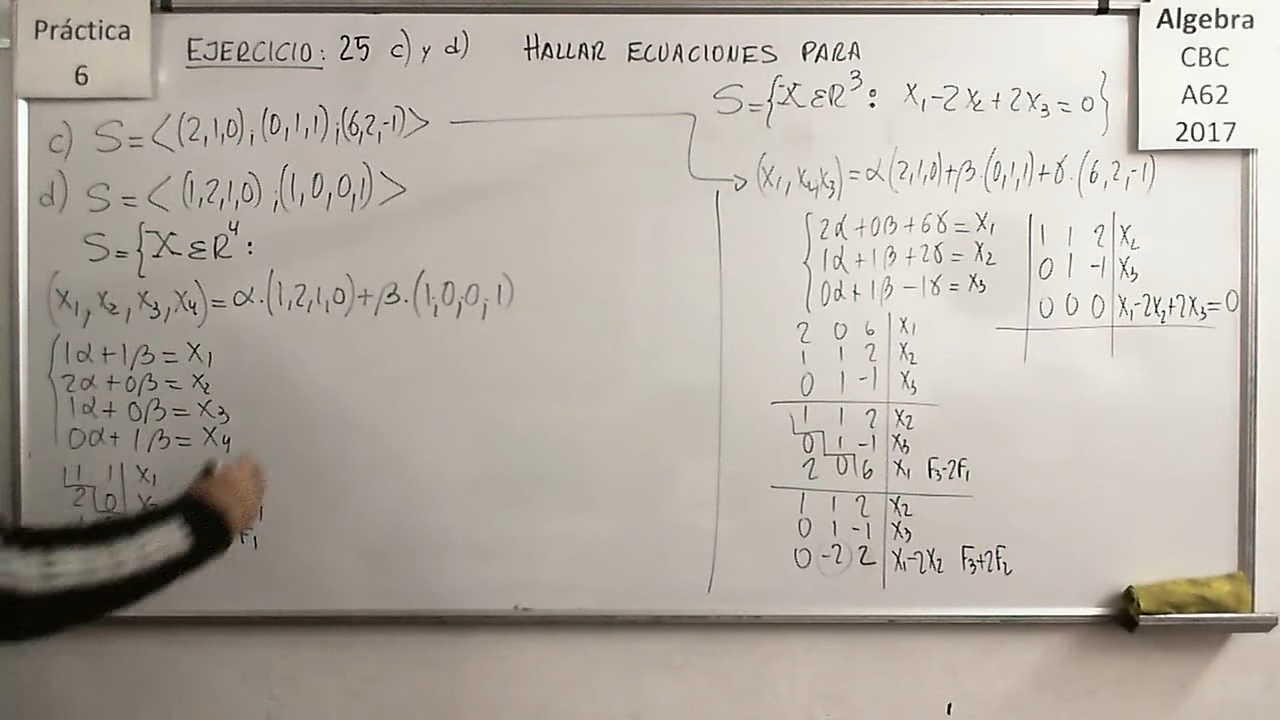 Práctica
6
EJERCICIO: 25 c) y d) HALLAR ECUACIONES PARA
Algebra
CBC
A62
2017
c) S=<(2,1,0);(0,1,1);(6,2,-1)>
d) S=<(1,2,1,0);(1,0,0,1)>
S={X ε R⁴:
(x₁,x₂,x₃,x₄)=α.(1,2,1,0)+β.(1,0,0,1)
1α+1β=x₁
2α+0β=x₂
1α+0β=x₃
0α+1β=x₄
1 1 | x₁
2 0 |
F₁
S={X ε R³: x₁-2x₂+2x₃=0}
(x₁,x₂,x₃)=α(2,1,0)+β.(0,1,1)+γ.(6,2,-1)
2α+0β+6γ=x₁
1α+1β+2γ=x₂
0α+1β-1γ=x₃
2 0 6 | x₁
1 1 2 | x₂
0 1 -1 | x₃
1 1 2 | x₂
0 1 -1 | x₃
2 0 6 | x₁ F₃-2F₁
1 1 2 | x₂
0 1 -1 | x₃
0 -2 2 | x₁-2x₂ F₃+2F₂
1 1 2 | x₂
0 1 -1 | x₃
0 0 0 | x₁-2x₂+2x₃=0